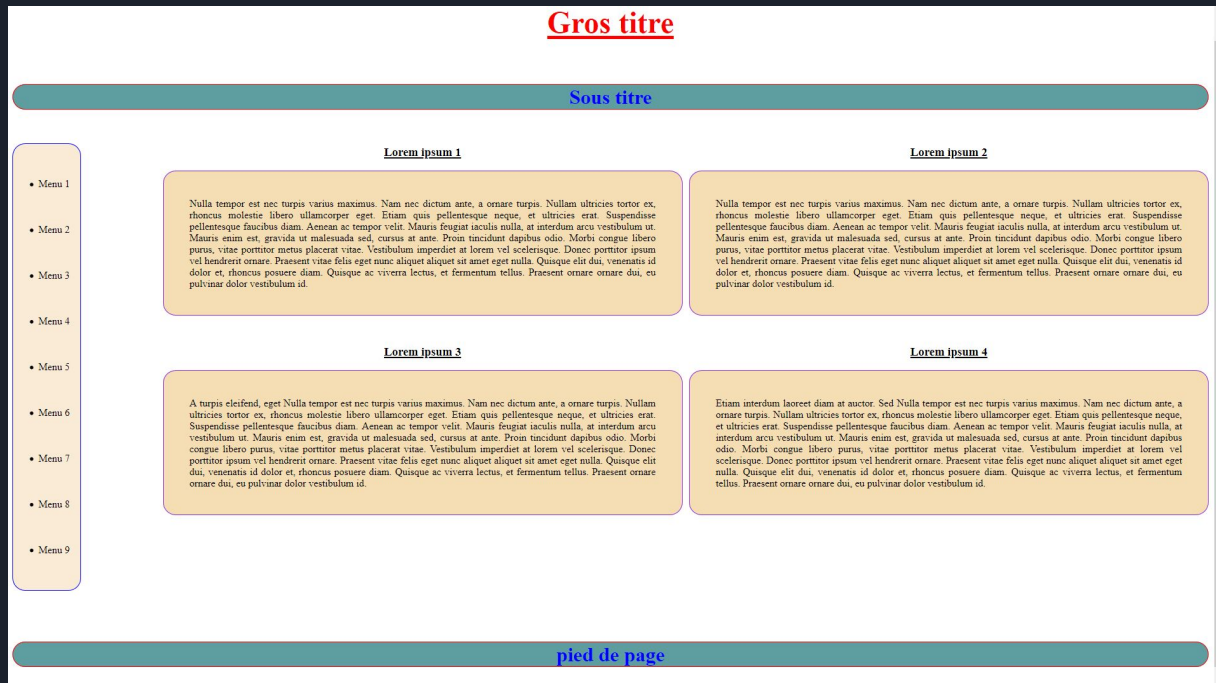 Gros titre
Sous titre
Menu 1
Menu 2
Menu 3
Menu 4
Menu 5
Menu 6
Menu 7
Menu 8
Menu 9
Lorem ipsum 1
Nulla tempor est nec turpis varius maximus. Nam nec dictum ante, a ornare turpis. Nullam ultricies tortor ex,
rhoncus molestie libero ullamcorper eget. Etiam quis pellentesque neque, et ultricies erat. Suspendisse
pellentesque faucibus diam. Aenean ac tempor velit. Mauris feugiat iaculis nulla, at interdum arcu vestibulum ut.
Mauris enim est, gravida ut malesuada sed, cursus at ante. Proin tincidunt dapibus odio. Morbi congue libero
purus, vitae porttitor metus placerat vitae. Vestibulum imperdiet at lorem vel scelerisque. Donec porttitor ipsum
vel hendrerit ornare. Praesent vitae felis eget nunc aliquet aliquet sit amet eget nulla. Quisque elit dui, venenatis id
dolor et, rhoncus posuere diam. Quisque ac viverra lectus, et fermentum tellus. Praesent ornare ornare dui, eu
pulvinar dolor vestibulum id.
Lorem ipsum 2
Nulla tempor est nec turpis varius maximus. Nam nec dictum ante, a ornare turpis. Nullam ultricies tortor ex,
rhoncus molestie libero ullamcorper eget. Etiam quis pellentesque neque, et ultricies erat. Suspendisse
pellentesque faucibus diam. Aenean ac tempor velit. Mauris feugiat iaculis nulla, at interdum arcu vestibulum ut.
Mauris enim est, gravida ut malesuada sed, cursus at ante. Proin tincidunt dapibus odio. Morbi congue libero
purus, vitae porttitor metus placerat vitae. Vestibulum imperdiet at lorem vel scelerisque. Donec porttitor ipsum
vel hendrerit ornare. Praesent vitae felis eget nunc aliquet aliquet sit amet eget nulla. Quisque elit dui, venenatis id
dolor et, rhoncus posuere diam. Quisque ac viverra lectus, et fermentum tellus. Praesent ornare ornare dui, eu
pulvinar dolor vestibulum id.
Lorem ipsum 3
A turpis eleifend, eget Nulla tempor est nec turpis varius maximus. Nam nec dictum ante, a ornare turpis. Nullam
ultricies tortor ex, rhoncus molestie libero ullamcorper eget. Etiam quis pellentesque neque, et ultricies erat.
Suspendisse pellentesque faucibus diam. Aenean ac tempor velit. Mauris feugiat iaculis nulla, at interdum arcu
vestibulum ut. Mauris enim est, gravida ut malesuada sed, cursus at ante. Proin tincidunt dapibus odio. Morbi
congue libero purus, vitae porttitor metus placerat vitae. Vestibulum imperdiet at lorem vel scelerisque. Donec
porttitor ipsum vel hendrerit ornare. Praesent vitae felis eget nunc aliquet aliquet sit amet eget nulla. Quisque elit
dui, venenatis id dolor et, rhoncus posuere diam. Quisque ac viverra lectus, et fermentum tellus. Praesent ornare
ornare dui, eu pulvinar dolor vestibulum id.
Lorem ipsum 4
Etiam interdum laoreet diam at auctor. Sed Nulla tempor est nec turpis varius maximus. Nam nec dictum ante, a
ornare turpis. Nullam ultricies tortor ex, rhoncus molestie libero ullamcorper eget. Etiam quis pellentesque neque,
et ultricies erat. Suspendisse pellentesque faucibus diam. Aenean ac tempor velit. Mauris feugiat iaculis nulla, at
interdum arcu vestibulum ut. Mauris enim est, gravida ut malesuada sed, cursus at ante. Proin tincidunt dapibus
odio. Morbi congue libero purus, vitae porttitor metus placerat vitae. Vestibulum imperdiet at lorem vel
scelerisque. Donec porttitor ipsum vel hendrerit ornare. Praesent vitae felis eget nunc aliquet aliquet sit amet eget
nulla. Quisque elit dui, venenatis id dolor et, rhoncus posuere diam. Quisque ac viverra lectus, et fermentum
tellus. Praesent ornare ornare dui, eu pulvinar dolor vestibulum id.
pied de page